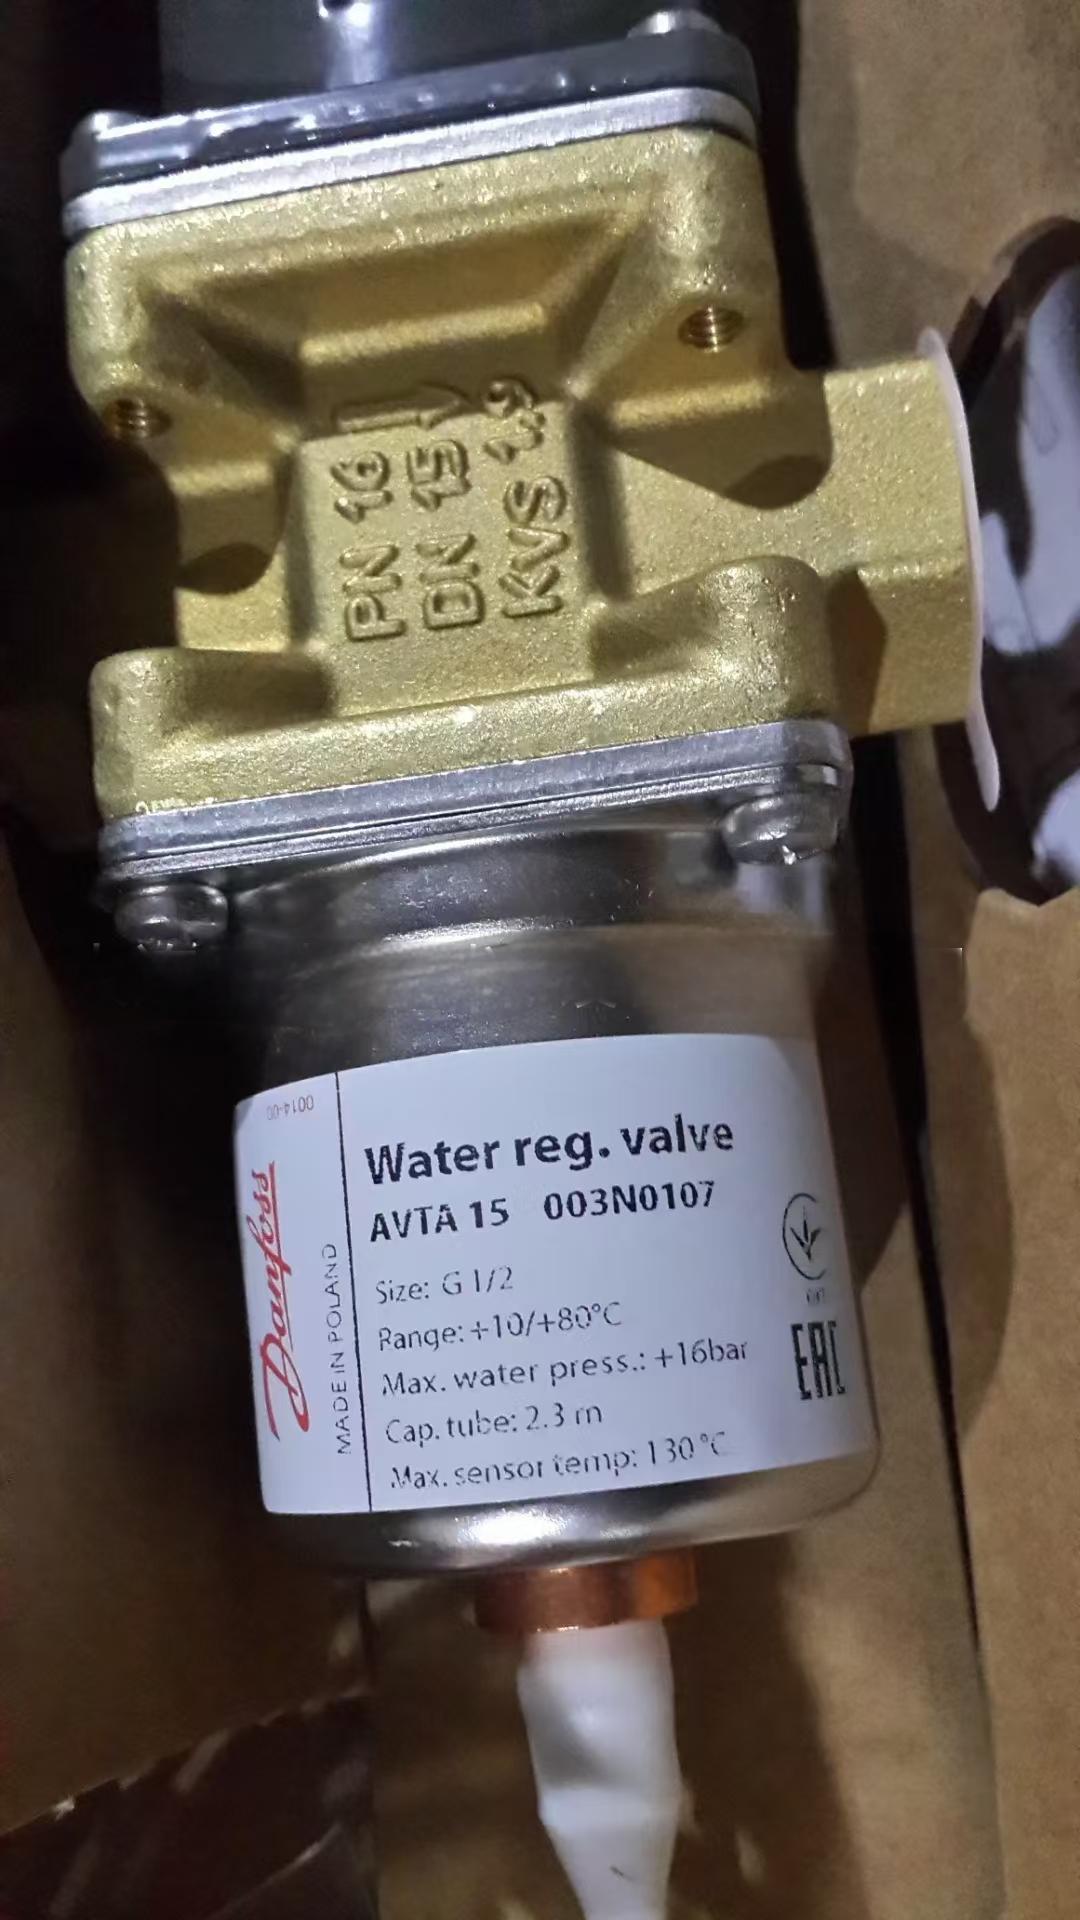 PN 16
DN 15
KVS 1,9
0014-00
Danfoss
MADE IN POLAND
Water reg. valve
AVTA 15 003N0107
Size: G 1/2
Range: +10/+80°C
Max. water press.: +16bar
Cap. tube: 2.3 m
Max. sensor temp: 130 °C
EAC